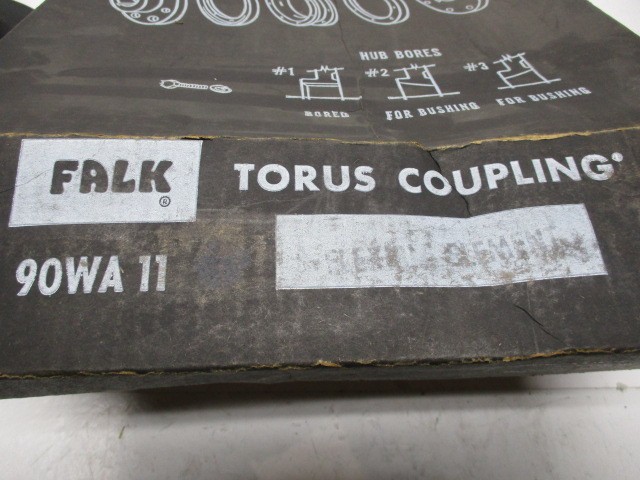 HUB BORES
#1 #2 #3
BORED FOR BUSHING FOR BUSHING
FALK® TORUS COUPLING®
90WA 11